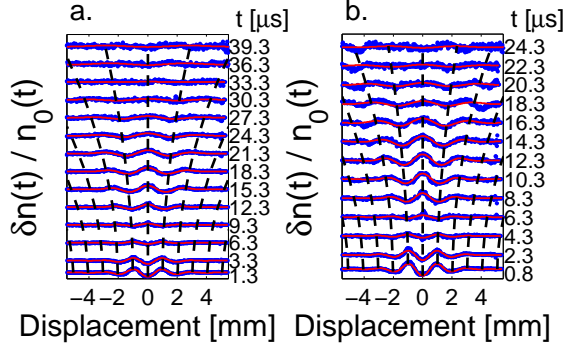 a.
t [μs]
39.3
36.3
33.3
30.3
27.3
24.3
21.3
18.3
15.3
12.3
9.3
6.3
3.3
1.3
δn(t) / n0(t)
−4 −2 0 2 4
Displacement [mm]
b.
t [μs]
24.3
22.3
20.3
18.3
16.3
14.3
12.3
10.3
8.3
6.3
4.3
2.3
0.8
δn(t) / n0(t)
−4 −2 0 2 4
Displacement [mm]